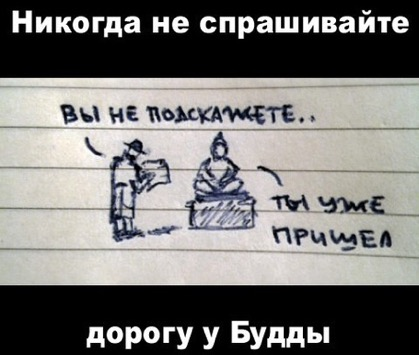 Никогда не спрашивайте
ВЫ НЕ ПОДСКАЖЕТЕ..
ТЫ УЖЕ
ПРИШЕЛ
дорогу у Будды